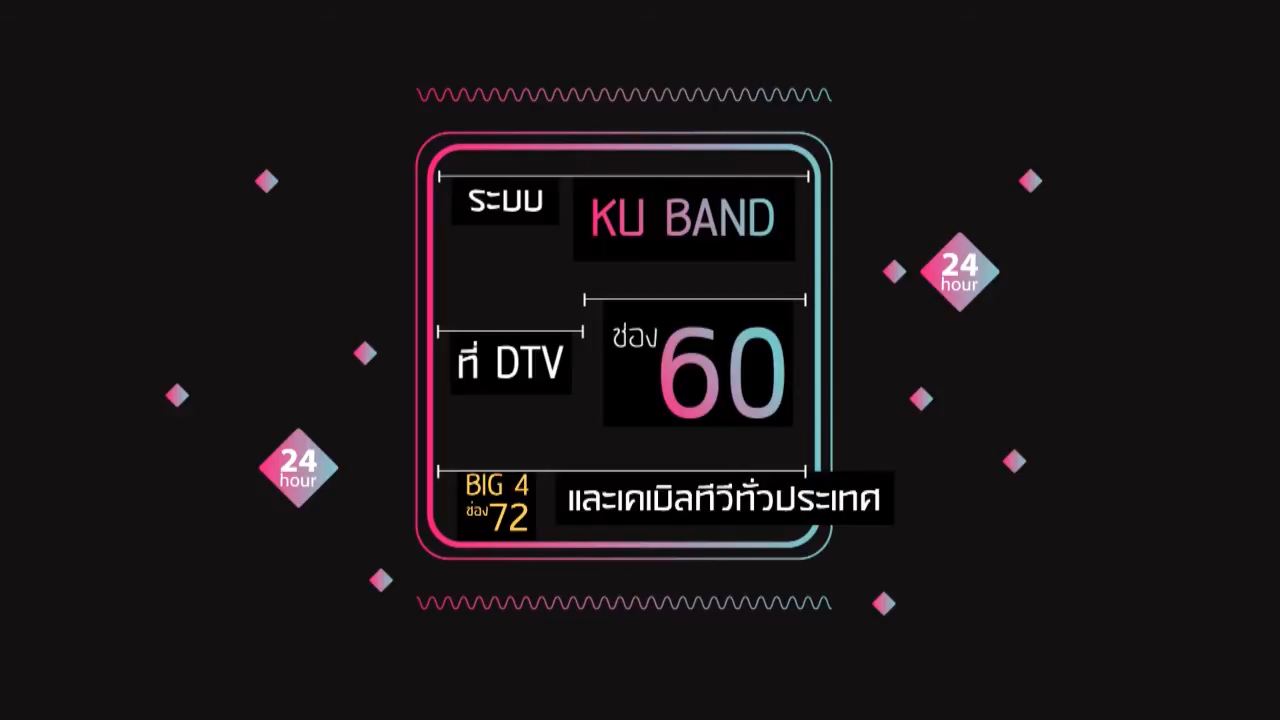 ระบบ KU BAND
ที่ DTV ช่อง 60
BIG 4
ช่อง 72
และเคเบิลทีวีทั่วประเทศ
24
hour
24
hour